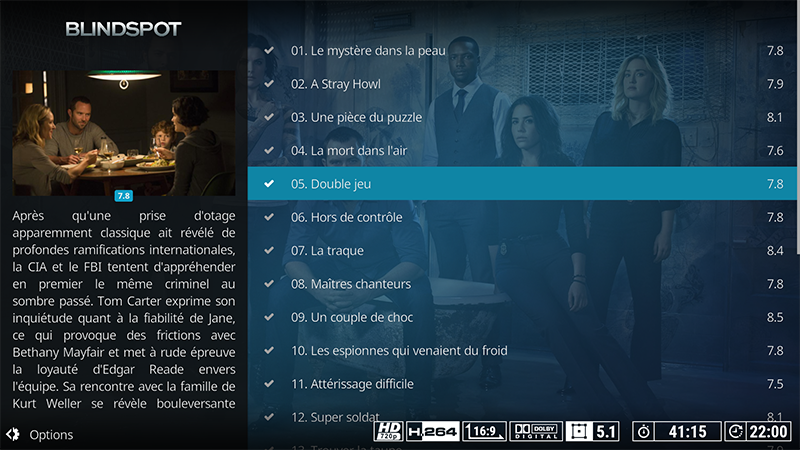 BLINDSPOT
7.8
Après qu'une prise d'otage
apparemment classique ait révélé de
profondes ramifications internationales,
la CIA et le FBI tentent d'appréhender
en premier le même criminel au
sombre passé. Tom Carter exprime son
inquiétude quant à la fiabilité de Jane,
ce qui provoque des frictions avec
Bethany Mayfair et met à rude épreuve
la loyauté d'Edgar Reade envers
l'équipe. Sa rencontre avec la famille de
Kurt Weller se révèle bouleversante
Options
01. Le mystère dans la peau 7.8
02. A Stray Howl 7.9
03. Une pièce du puzzle 8.1
04. La mort dans l'air 7.6
05. Double jeu 7.8
06. Hors de contrôle 7.8
07. La traque 8.4
08. Maîtres chanteurs 7.8
09. Un couple de choc 8.5
10. Les espionnes qui venaient du froid 7.8
11. Attérissage difficile 7.5
12. Super soldat 8.1
HD 720p H.264 16:9 DOLBY DIGITAL 5.1 41:15 22:00